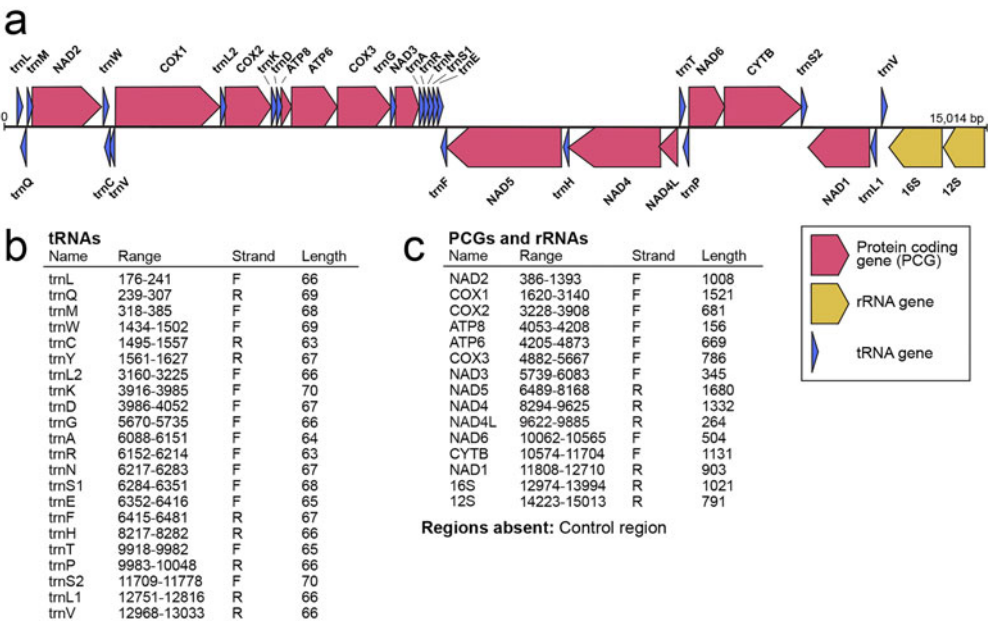 a
trnL
trnM
NAD2
trnW
COX1
trnL2
COX2
trnK
trnD
ATP8
ATP6
COX3
trnG
NAD3
trnA
trnR
trnN
trnS1
trnE
trnT
NAD6
CYTB
trnS2
trnV
0
15,014 bp
trnQ
trnC
trnV
trnF
NAD5
trnH
NAD4
NAD4L
trnP
NAD1
trnL1
16S
12S
b
tRNAs
Name Range Strand Length
trnL 176-241 F 66
trnQ 239-307 R 69
trnM 318-385 F 68
trnW 1434-1502 F 69
trnC 1495-1557 R 63
trnY 1561-1627 R 67
trnL2 3160-3225 F 66
trnK 3916-3985 F 70
trnD 3986-4052 F 67
trnG 5670-5735 F 66
trnA 6088-6151 F 64
trnR 6152-6214 F 63
trnN 6217-6283 F 67
trnS1 6284-6351 F 68
trnE 6352-6416 F 65
trnF 6415-6481 R 67
trnH 8217-8282 R 66
trnT 9918-9982 F 65
trnP 9983-10048 R 66
trnS2 11709-11778 F 70
trnL1 12751-12816 R 66
trnV 12968-13033 R 66
c
PCGs and rRNAs
Name Range Strand Length
NAD2 386-1393 F 1008
COX1 1620-3140 F 1521
COX2 3228-3908 F 681
ATP8 4053-4208 F 156
ATP6 4205-4873 F 669
COX3 4882-5667 F 786
NAD3 5739-6083 F 345
NAD5 6489-8168 R 1680
NAD4 8294-9625 R 1332
NAD4L 9622-9885 R 264
NAD6 10062-10565 F 504
CYTB 10574-11704 F 1131
NAD1 11808-12710 R 903
16S 12974-13994 R 1021
12S 14223-15013 R 791
Regions absent: Control region
Protein coding
gene (PCG)
rRNA gene
tRNA gene